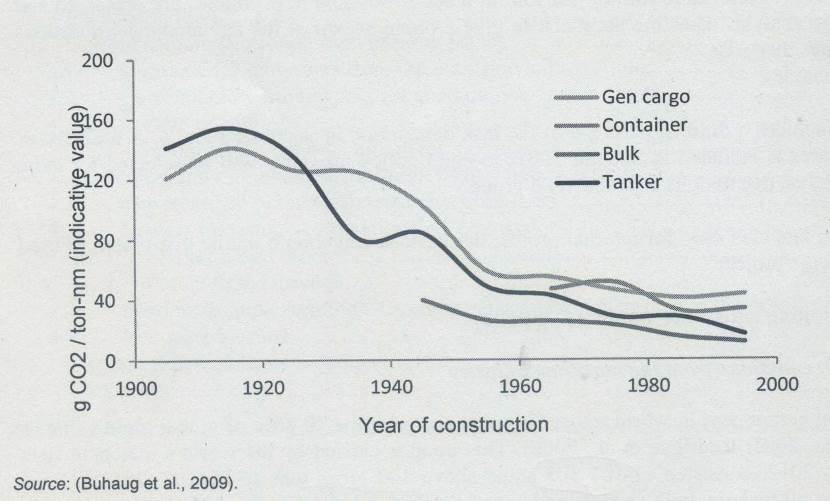 200
160
120
80
40
0
g CO2 / ton-nm (indicative value)
Gen cargo
Container
Bulk
Tanker
1900 1920 1940 1960 1980 2000
Year of construction
Source: (Buhaug et al., 2009).